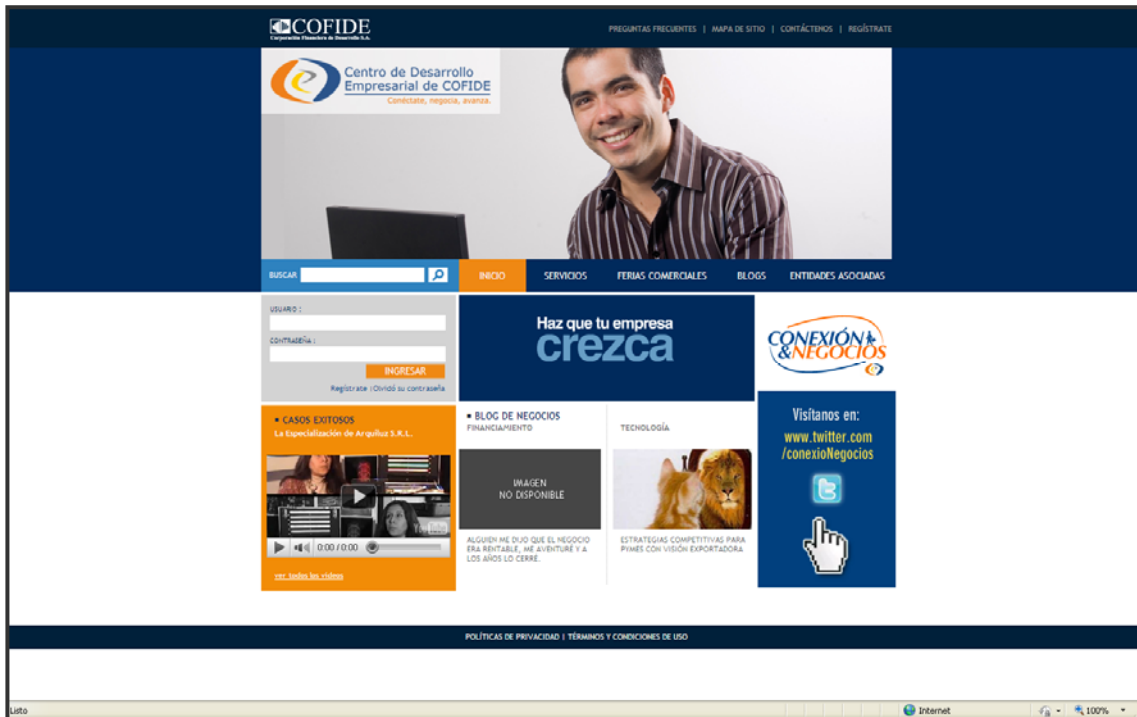 COFIDE
Corporación Financiera de Desarrollo S.A.
PREGUNTAS FRECUENTES | MAPA DE SITIO | CONTÁCTENOS | REGÍSTRATE
Centro de Desarrollo
Empresarial de COFIDE
Conéctate, negocia, avanza.
BUSCAR
INICIO
SERVICIOS
FERIAS COMERCIALES
BLOGS
ENTIDADES ASOCIADAS
USUARIO :
CONTRASEÑA :
INGRESAR
Regístrate | Olvidó su contraseña
Haz que tu empresa
crezca
CONEXIÓN
&NEGOCIOS
CASOS EXITOSOS
La Especialización de Arquiluz S.R.L.
YouTube
0:00 / 0:00
ver todos los videos
BLOG DE NEGOCIOS
FINANCIAMIENTO
IMAGEN
NO DISPONIBLE
ALGUIEN ME DIJO QUE EL NEGOCIO
ERA RENTABLE, ME AVENTURÉ Y A
LOS AÑOS LO CERRÉ.
TECNOLOGÍA
ESTRATEGIAS COMPETITIVAS PARA
PYMES CON VISIÓN EXPORTADORA
Visítanos en:
www.twitter.com
/conexioNegocios
POLÍTICAS DE PRIVACIDAD | TÉRMINOS Y CONDICIONES DE USO
Listo
Internet
100%